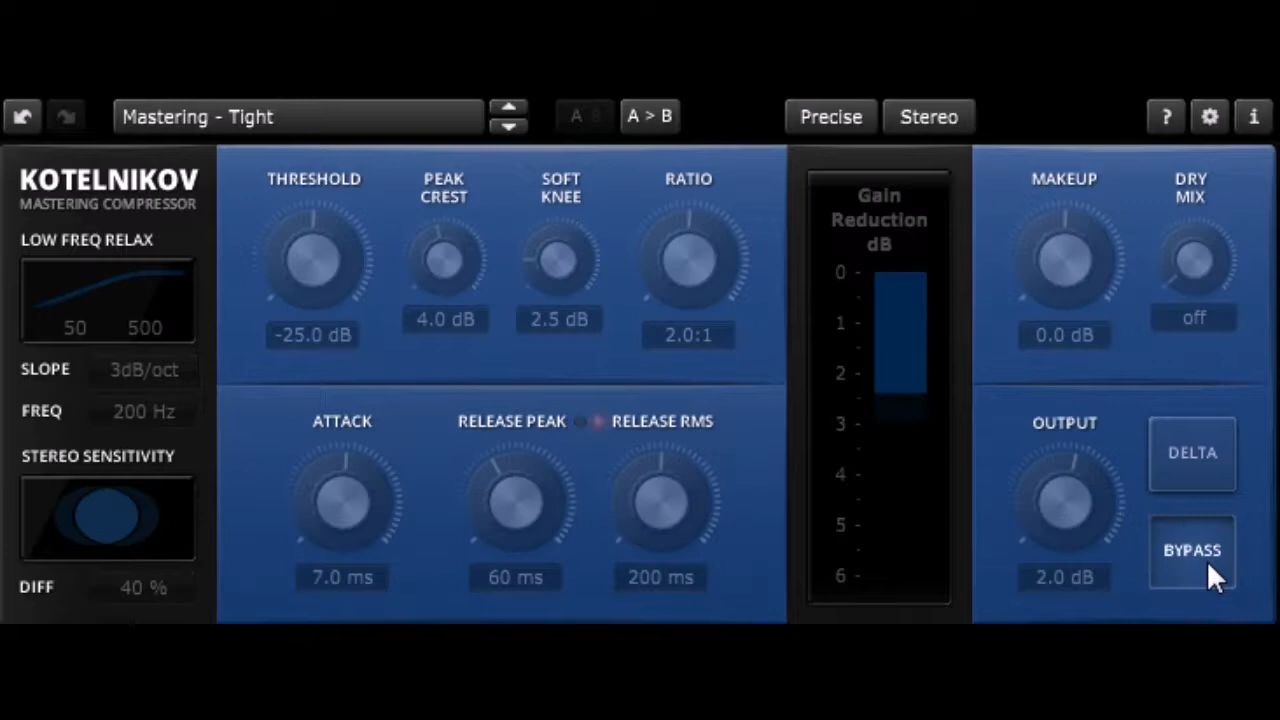 Mastering - Tight
A > B
Precise
Stereo
?
i
KOTELNIKOV
MASTERING COMPRESSOR
LOW FREQ RELAX
50 500
SLOPE 3dB/oct
FREQ 200 Hz
STEREO SENSITIVITY
DIFF 40 %
THRESHOLD
-25.0 dB
PEAK
CREST
4.0 dB
SOFT
KNEE
2.5 dB
RATIO
2.0:1
ATTACK
7.0 ms
RELEASE PEAK
60 ms
RELEASE RMS
200 ms
Gain
Reduction
dB
0 -
1 -
2 -
3 -
4 -
5 -
6 -
MAKEUP
0.0 dB
DRY
MIX
off
OUTPUT
2.0 dB
DELTA
BYPASS